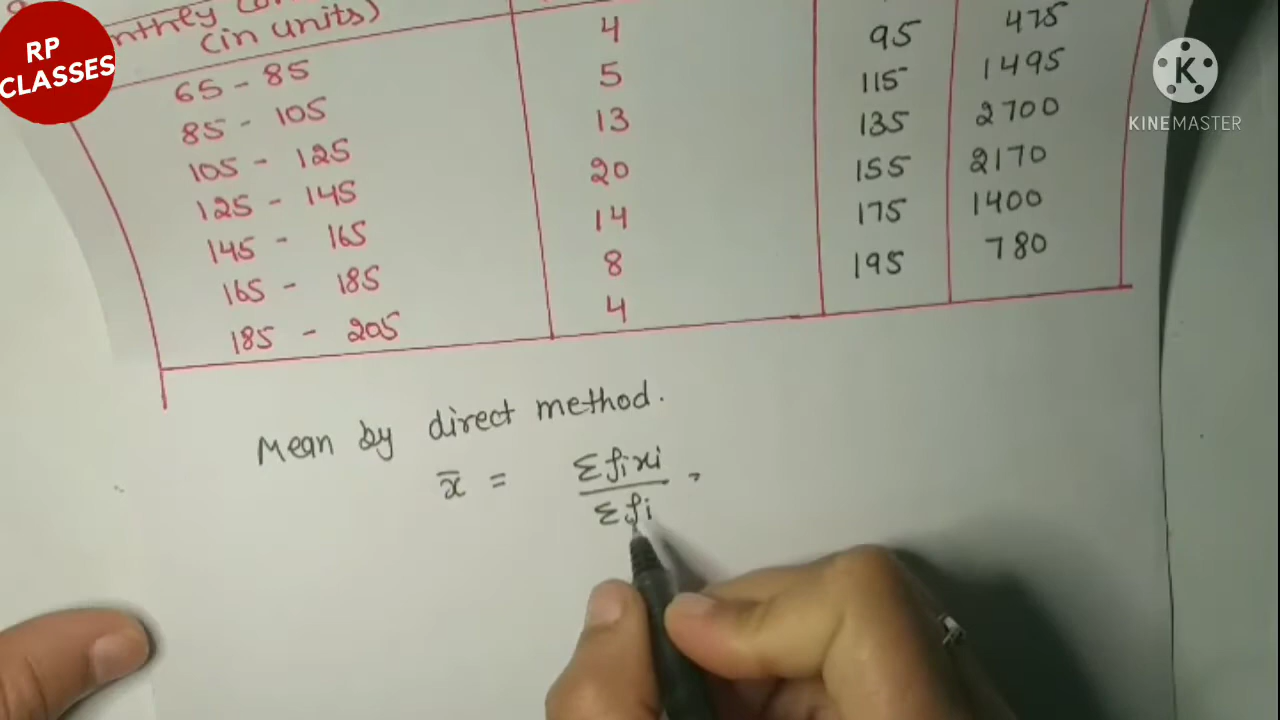 RP
CLASSES
(in units)
65 - 85 4 95 475
85 - 105 5 115 1495
105 - 125 13 135 2700
125 - 145 20 155 2170
145 - 165 14 175 1400
165 - 185 8 195 780
185 - 205 4
Mean by direct method.
x̄ = Σfixi
Σfi
K
KINEMASTER